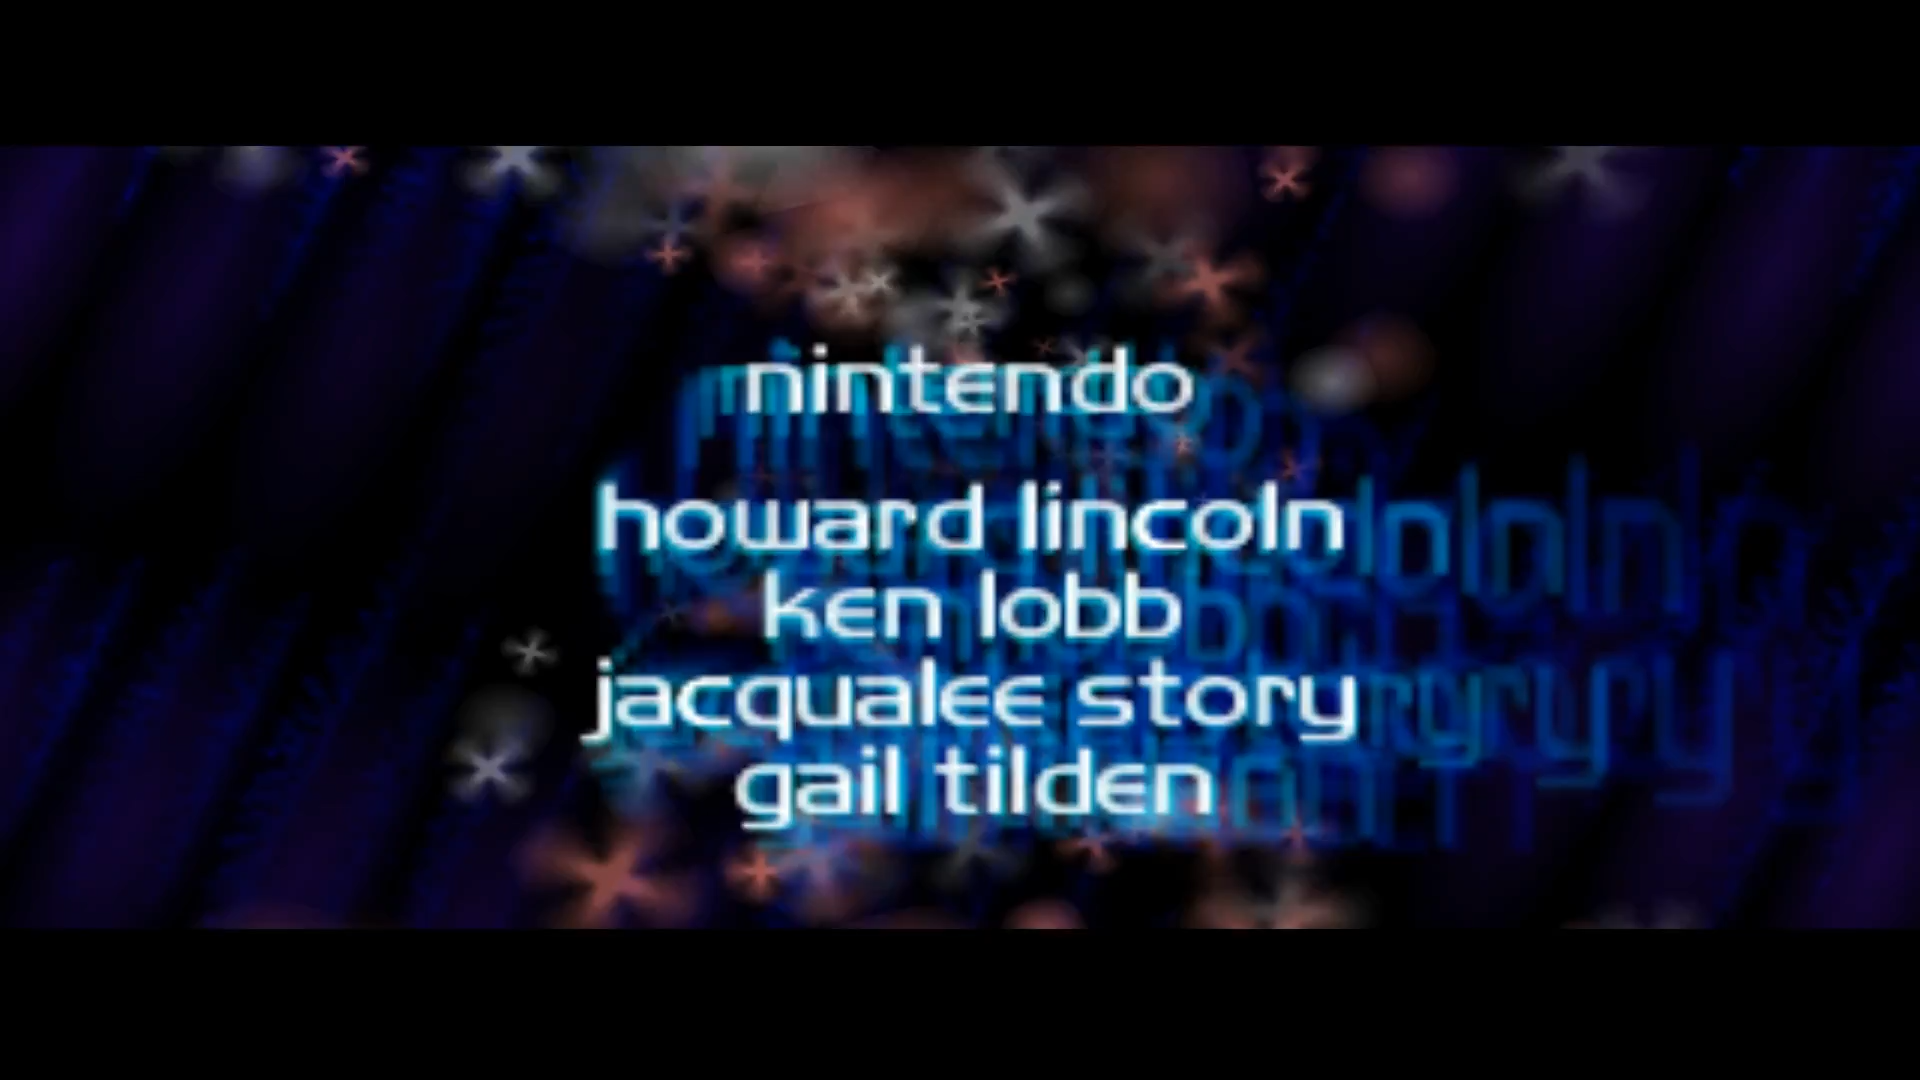 nintendo
howard lincoln
ken lobb
jacqualee story
gail tilden